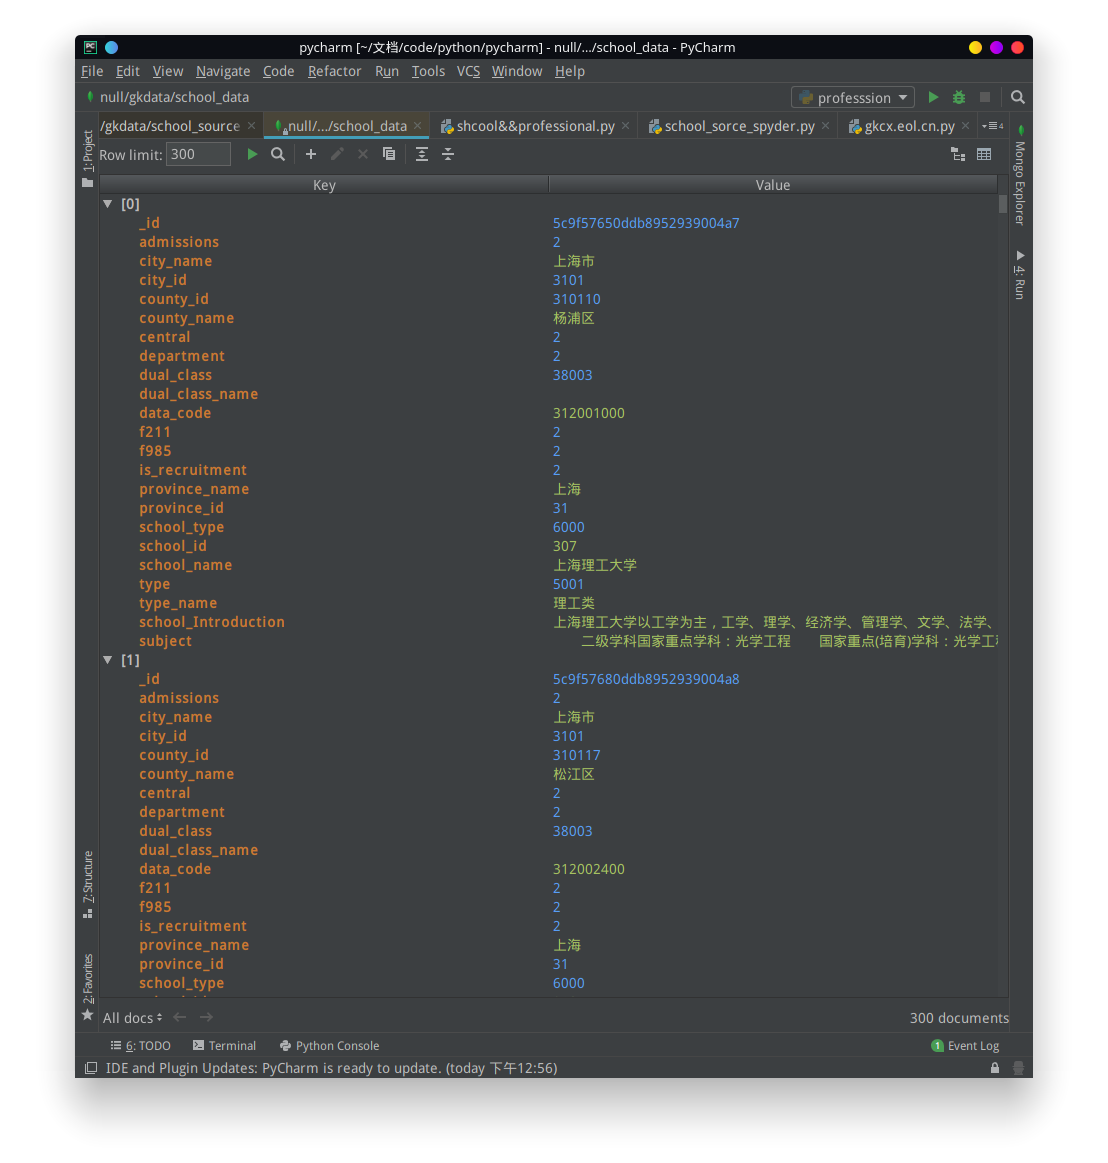 pycharm [~/文档/code/python/pycharm] - null/.../school_data - PyCharm
File Edit View Navigate Code Refactor Run Tools VCS Window Help
null/gkdata/school_data professsion
/gkdata/school_source null/.../school_data shcool&&professional.py school_sorce_spyder.py gkcx.eol.cn.py 4
1: Project
Row limit: 300
Mongo Explorer
4: Run
Key Value
[0]
_id 5c9f57650ddb8952939004a7
admissions 2
city_name 上海市
city_id 3101
county_id 310110
county_name 杨浦区
central 2
department 2
dual_class 38003
dual_class_name
data_code 312001000
f211 2
f985 2
is_recruitment 2
province_name 上海
province_id 31
school_type 6000
school_id 307
school_name 上海理工大学
type 5001
type_name 理工类
school_Introduction 上海理工大学以工学为主，工学、理学、经济学、管理学、文学、法学、
subject 二级学科国家重点学科：光学工程 国家重点(培育)学科：光学工
[1]
_id 5c9f57680ddb8952939004a8
admissions 2
city_name 上海市
city_id 3101
county_id 310117
county_name 松江区
central 2
department 2
dual_class 38003
dual_class_name
data_code 312002400
f211 2
f985 2
is_recruitment 2
province_name 上海
province_id 31
school_type 6000
7: Structure
2: Favorites
All docs 300 documents
6: TODO Terminal Python Console 1 Event Log
IDE and Plugin Updates: PyCharm is ready to update. (today 下午12:56)